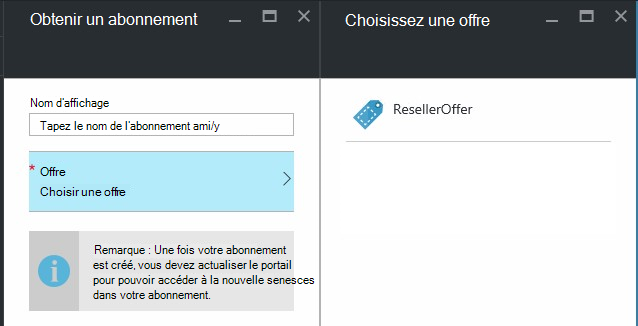 Obtenir un abonnement
Choisissez une offre
Nom d'affichage
Tapez le nom de l'abonnement ami/y
* Offre
Choisir une offre
Remarque : Une fois votre abonnement
est créé, vous devez actualiser le portail
pour pouvoir accéder à la nouvelle senesces
dans votre abonnement.
ResellerOffer